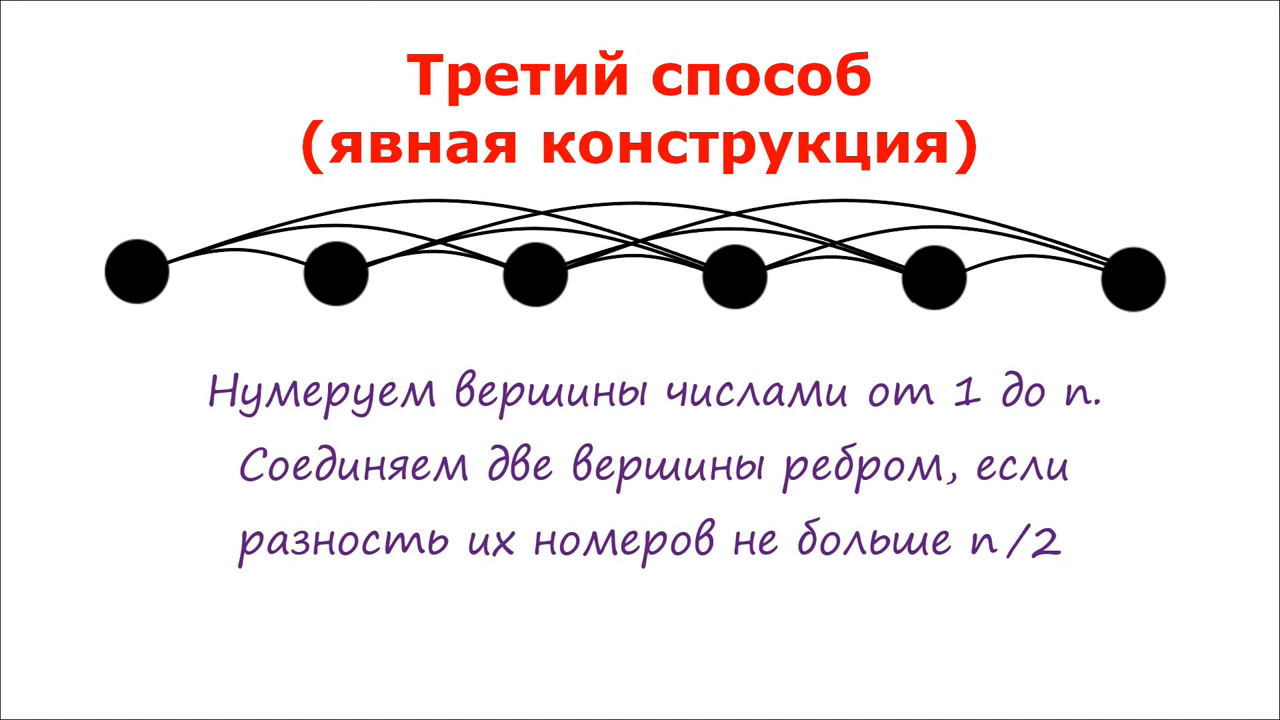 Третий способ
(явная конструкция)
Нумеруем вершины числами от 1 до n.
Соединяем две вершины ребром, если
разность их номеров не больше n/2